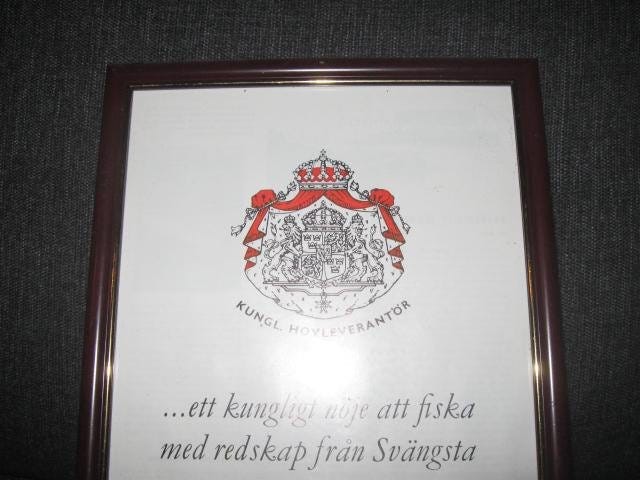 KUNGL. HOVLEVERANTÖR
...ett kungligt nöje att fiska
med redskap från Svängsta